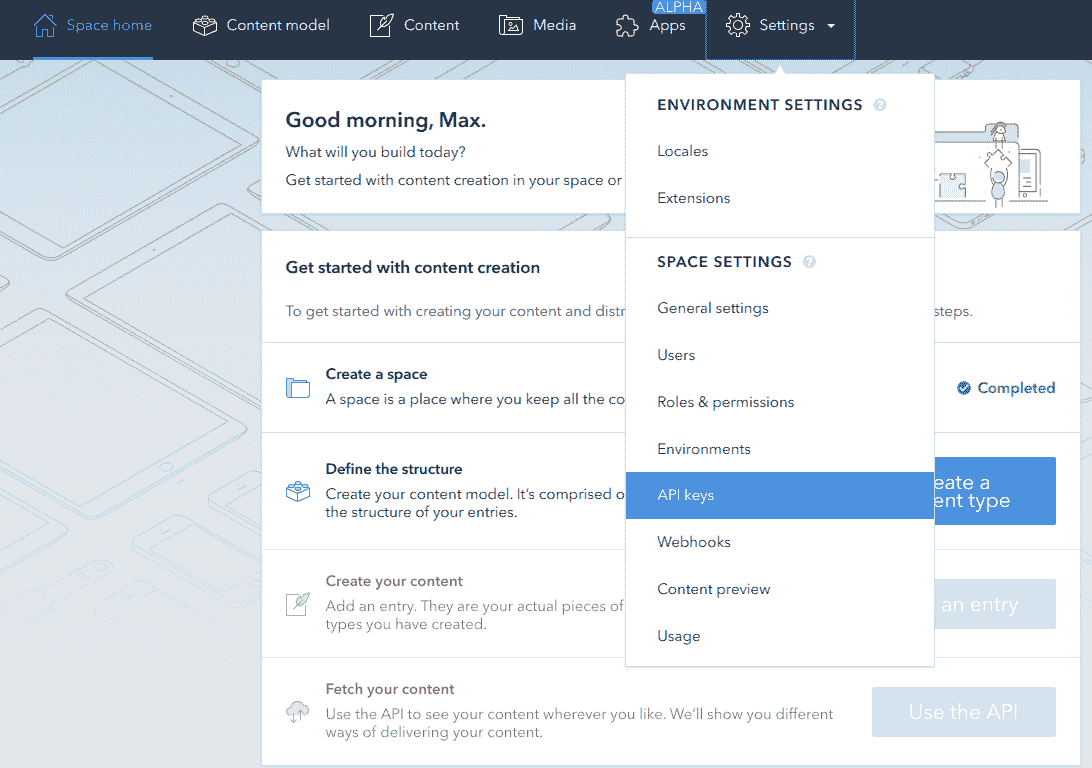 Space home
Content model
Content
Media
ALPHA
Apps
Settings
Good morning, Max.
What will you build today?
Get started with content creation in your space or
ENVIRONMENT SETTINGS ?
Locales
Extensions
SPACE SETTINGS ?
General settings
Users
Roles & permissions
Environments
API keys
Webhooks
Content preview
Usage
Get started with content creation
To get started with creating your content and steps.
Create a space
A space is a place where you keep all the
Completed
Define the structure
Create your content model. It's comprised
the structure of your entries.
a
type
Create your content
Add an entry. They are your actual pieces of
types you have created.
an entry
Fetch your content
Use the API to see your content wherever you like. We'll show you different
ways of delivering your content.
Use the API